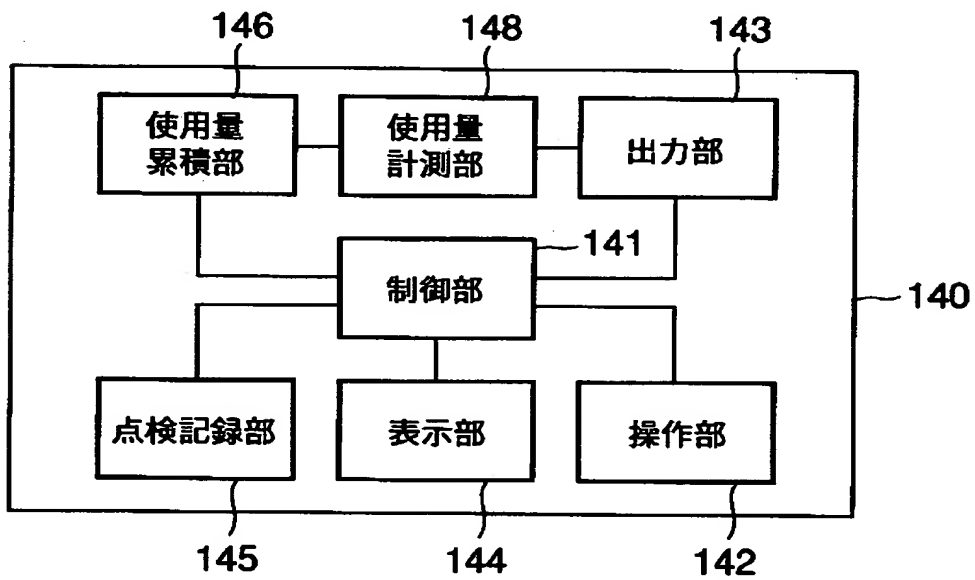 146
148
143
使用量
累積部
使用量
計測部
出力部
141
制御部
140
点検記録部
表示部
操作部
145
144
142